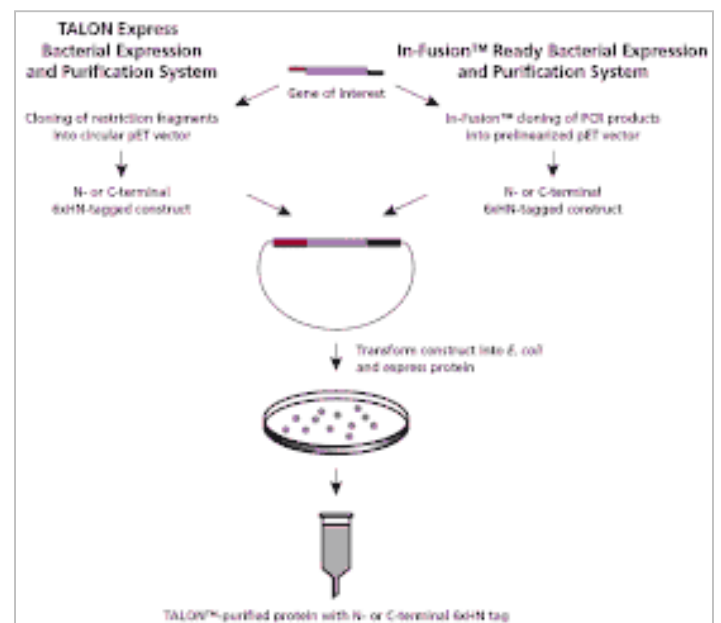 TALON Express
Bacterial Expression
and Purification System
In-Fusion™ Ready Bacterial Expression
and Purification System
Gene of Interest
Cloning of restriction fragments
into circular pET vector
In-Fusion™ cloning of PCR products
into prelinearized pET vector
N- or C-terminal
6xHN-tagged construct
N- or C-terminal
6xHN-tagged construct
Transform construct into E. coli
and express protein
TALON™-purified protein with N- or C-terminal 6xHN tag